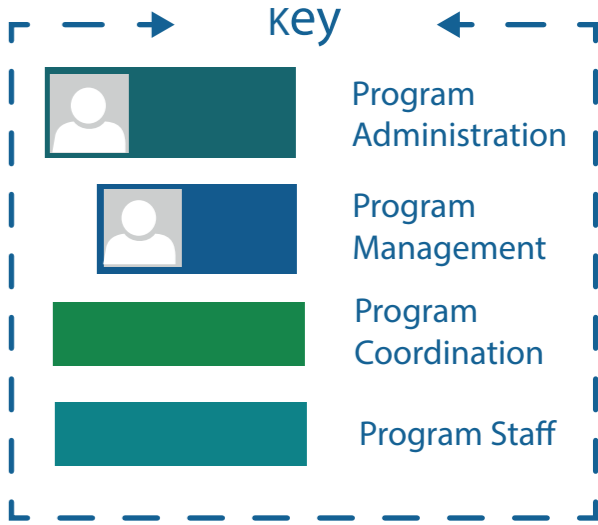 Key
Program
Administration
Program
Management
Program
Coordination
Program Staff